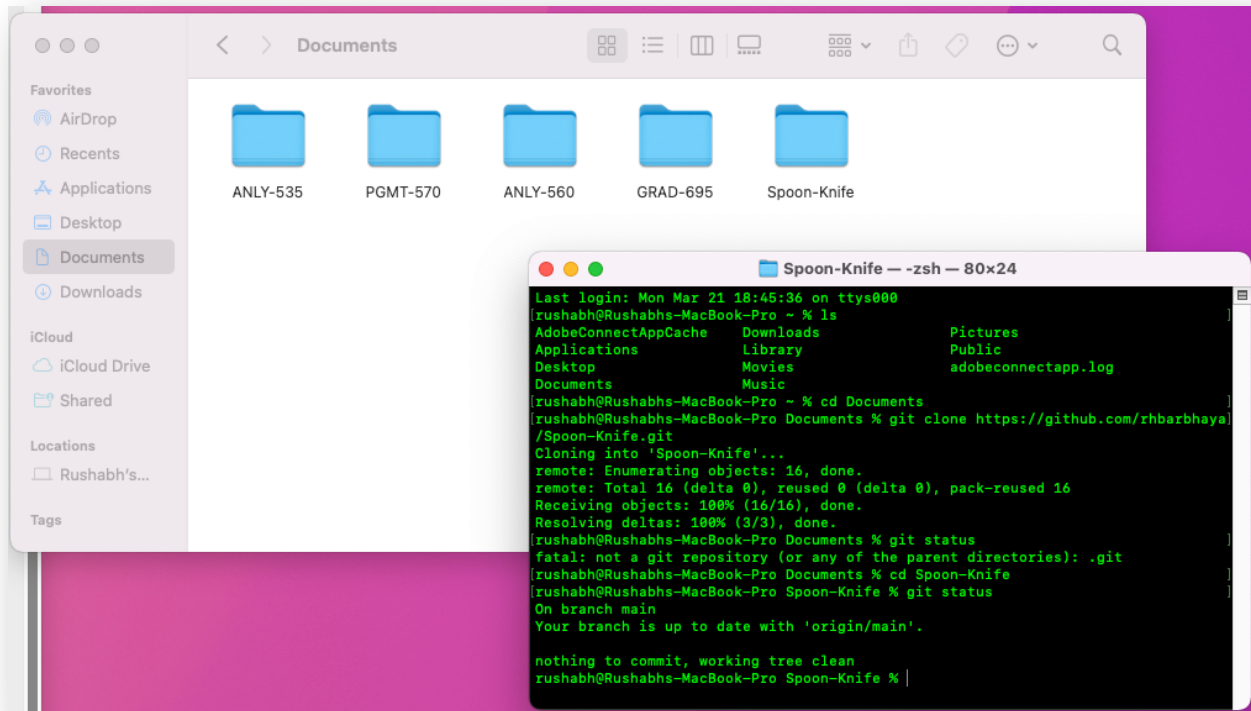 Documents
Favorites
AirDrop
Recents
Applications
Desktop
Documents
Downloads
iCloud
iCloud Drive
Shared
Locations
Rushabh's...
Tags
ANLY-535
PGMT-570
ANLY-560
GRAD-695
Spoon-Knife
Spoon-Knife — -zsh — 80×24
Last login: Mon Mar 21 18:45:36 on ttys000
[rushabh@Rushabhs-MacBook-Pro ~ % ls ]
AdobeConnectAppCache Downloads Pictures
Applications Library Public
Desktop Movies adobeconnectapp.log
Documents Music
[rushabh@Rushabhs-MacBook-Pro ~ % cd Documents ]
[rushabh@Rushabhs-MacBook-Pro Documents % git clone https://github.com/rhbarbhaya]
/Spoon-Knife.git
Cloning into 'Spoon-Knife'...
remote: Enumerating objects: 16, done.
remote: Total 16 (delta 0), reused 0 (delta 0), pack-reused 16
Receiving objects: 100% (16/16), done.
Resolving deltas: 100% (3/3), done.
[rushabh@Rushabhs-MacBook-Pro Documents % git status ]
fatal: not a git repository (or any of the parent directories): .git
[rushabh@Rushabhs-MacBook-Pro Documents % cd Spoon-Knife ]
[rushabh@Rushabhs-MacBook-Pro Spoon-Knife % git status ]
On branch main
Your branch is up to date with 'origin/main'.
nothing to commit, working tree clean
rushabh@Rushabhs-MacBook-Pro Spoon-Knife %